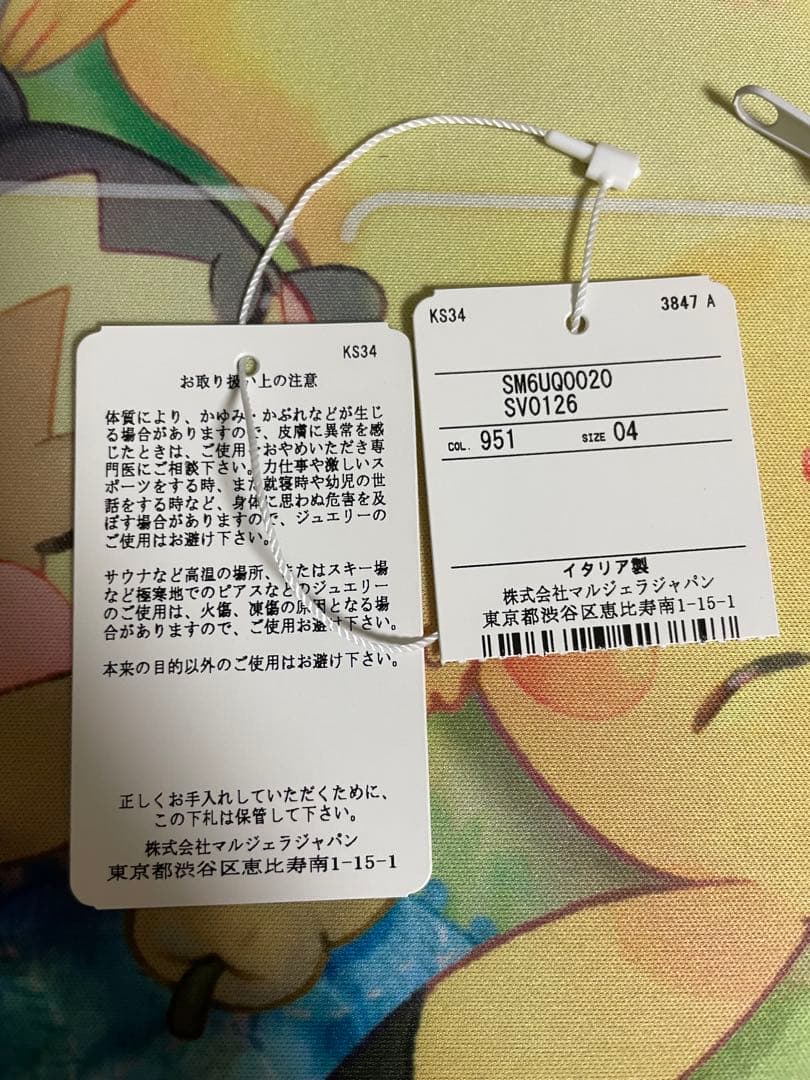 KS34
お取り扱い上の注意
体質により、かゆみ・かぶれなどが生じ
る場合がありますので、皮膚に異常を感
じたときは、ご使用をおやめいただき専
門医にご相談下さい。力仕事や激しいス
ポーツをする時、また就寝時や幼児の世
話をする時など、身体に思わぬ危害を及
ぼす場合がありますので、ジュエリーの
ご使用はお避け下さい。
サウナなど高温の場所、またはスキー場
など極寒地でのピアスなどのジュエリー
のご使用は、火傷、凍傷の原因となる場
合がありますので、ご使用お避け下さい。
本来の目的以外のご使用はお避け下さい。
正しくお手入れしていただくために、
この下札は保管して下さい。
株式会社マルジェラジャパン
東京都渋谷区恵比寿南1-15-1
KS34 3847 A
SM6UQ0020
SV0126
COL. 951 SIZE 04
イタリア製
株式会社マルジェラジャパン
東京都渋谷区恵比寿南1-15-1